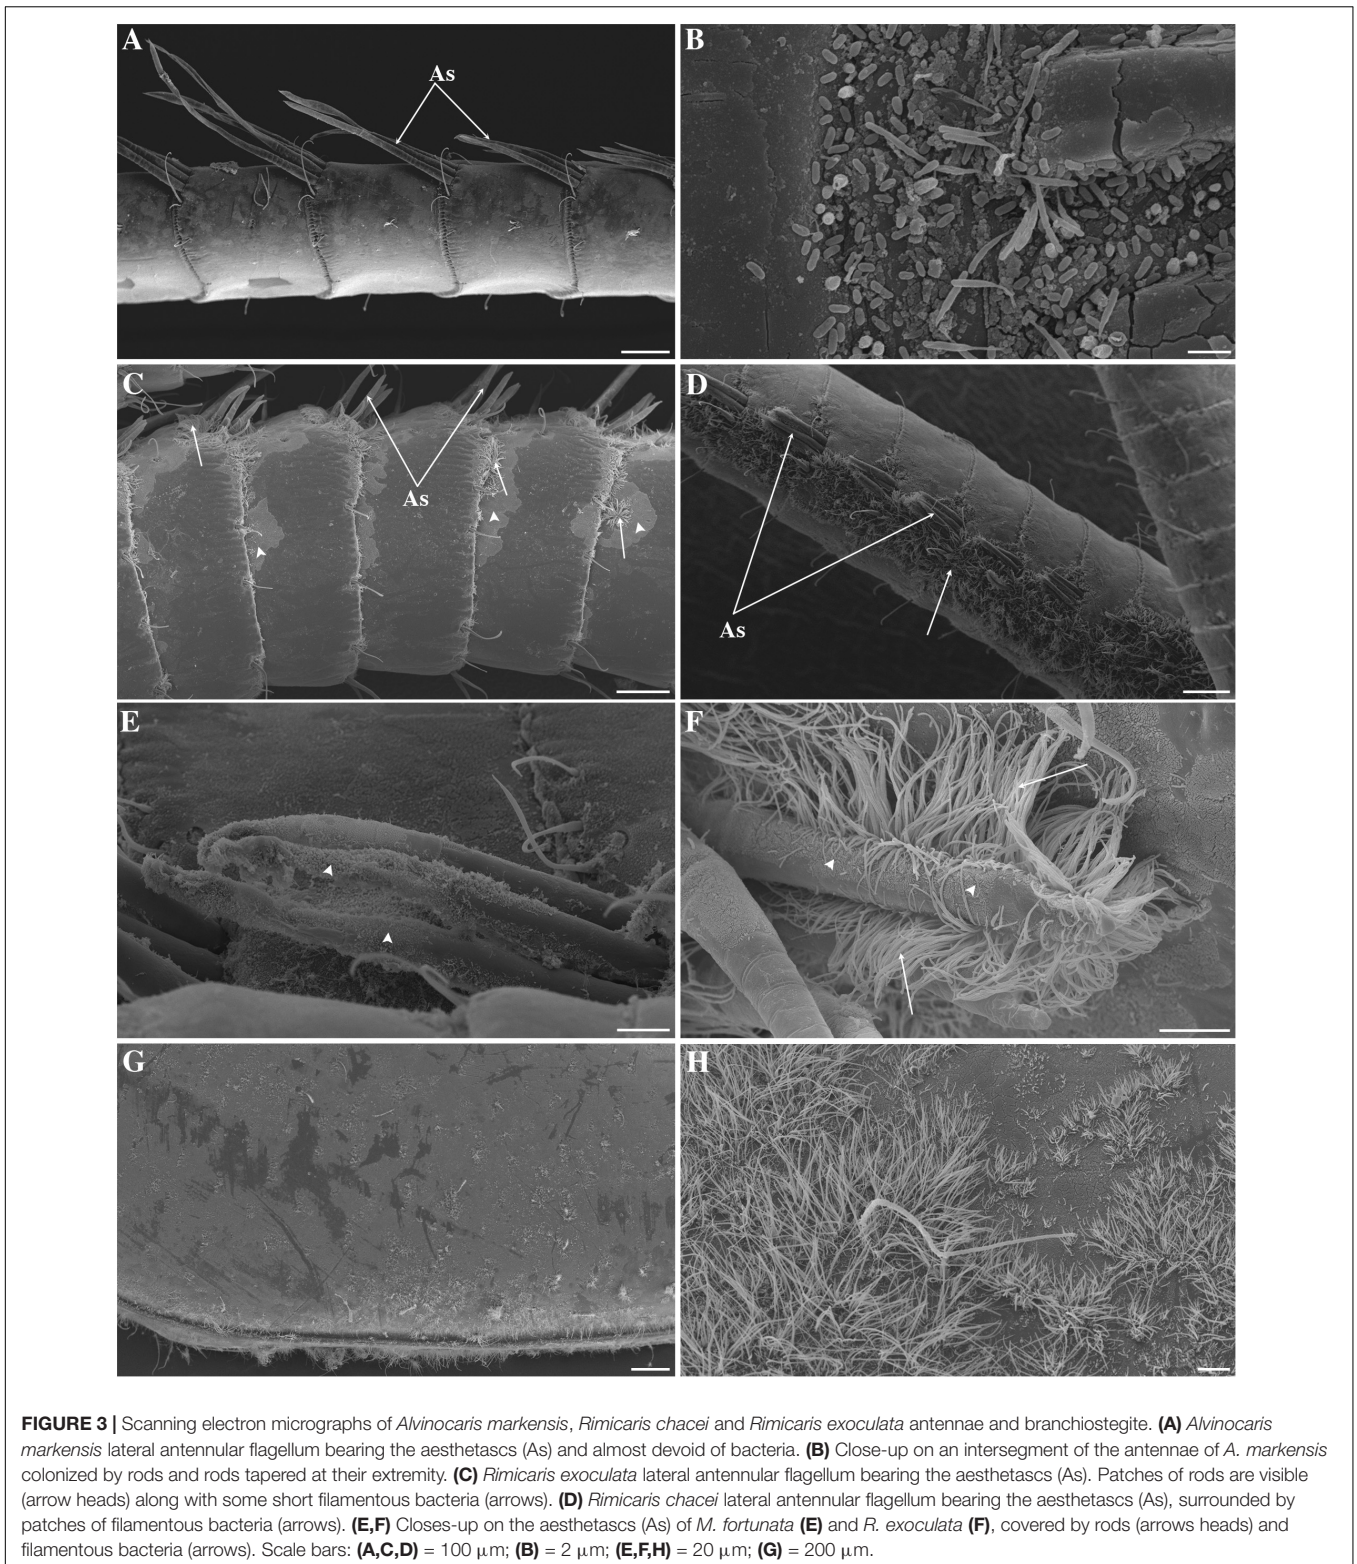 A
As
B
C
As
D
As
E
F
G
H
FIGURE 3 | Scanning electron micrographs of Alvinocaris markensis, Rimicaris chacei and Rimicaris exoculata antennae and branchiostegite. (A) Alvinocaris
markensis lateral antennular flagellum bearing the aesthetascs (As) and almost devoid of bacteria. (B) Close-up on an intersegment of the antennae of A. markensis
colonized by rods and rods tapered at their extremity. (C) Rimicaris exoculata lateral antennular flagellum bearing the aesthetascs (As). Patches of rods are visible
(arrow heads) along with some short filamentous bacteria (arrows). (D) Rimicaris chacei lateral antennular flagellum bearing the aesthetascs (As), surrounded by
patches of filamentous bacteria (arrows). (E,F) Closes-up on the aesthetascs (As) of M. fortunata (E) and R. exoculata (F), covered by rods (arrows heads) and
filamentous bacteria (arrows). Scale bars: (A,C,D) = 100 μm; (B) = 2 μm; (E,F,H) = 20 μm; (G) = 200 μm.